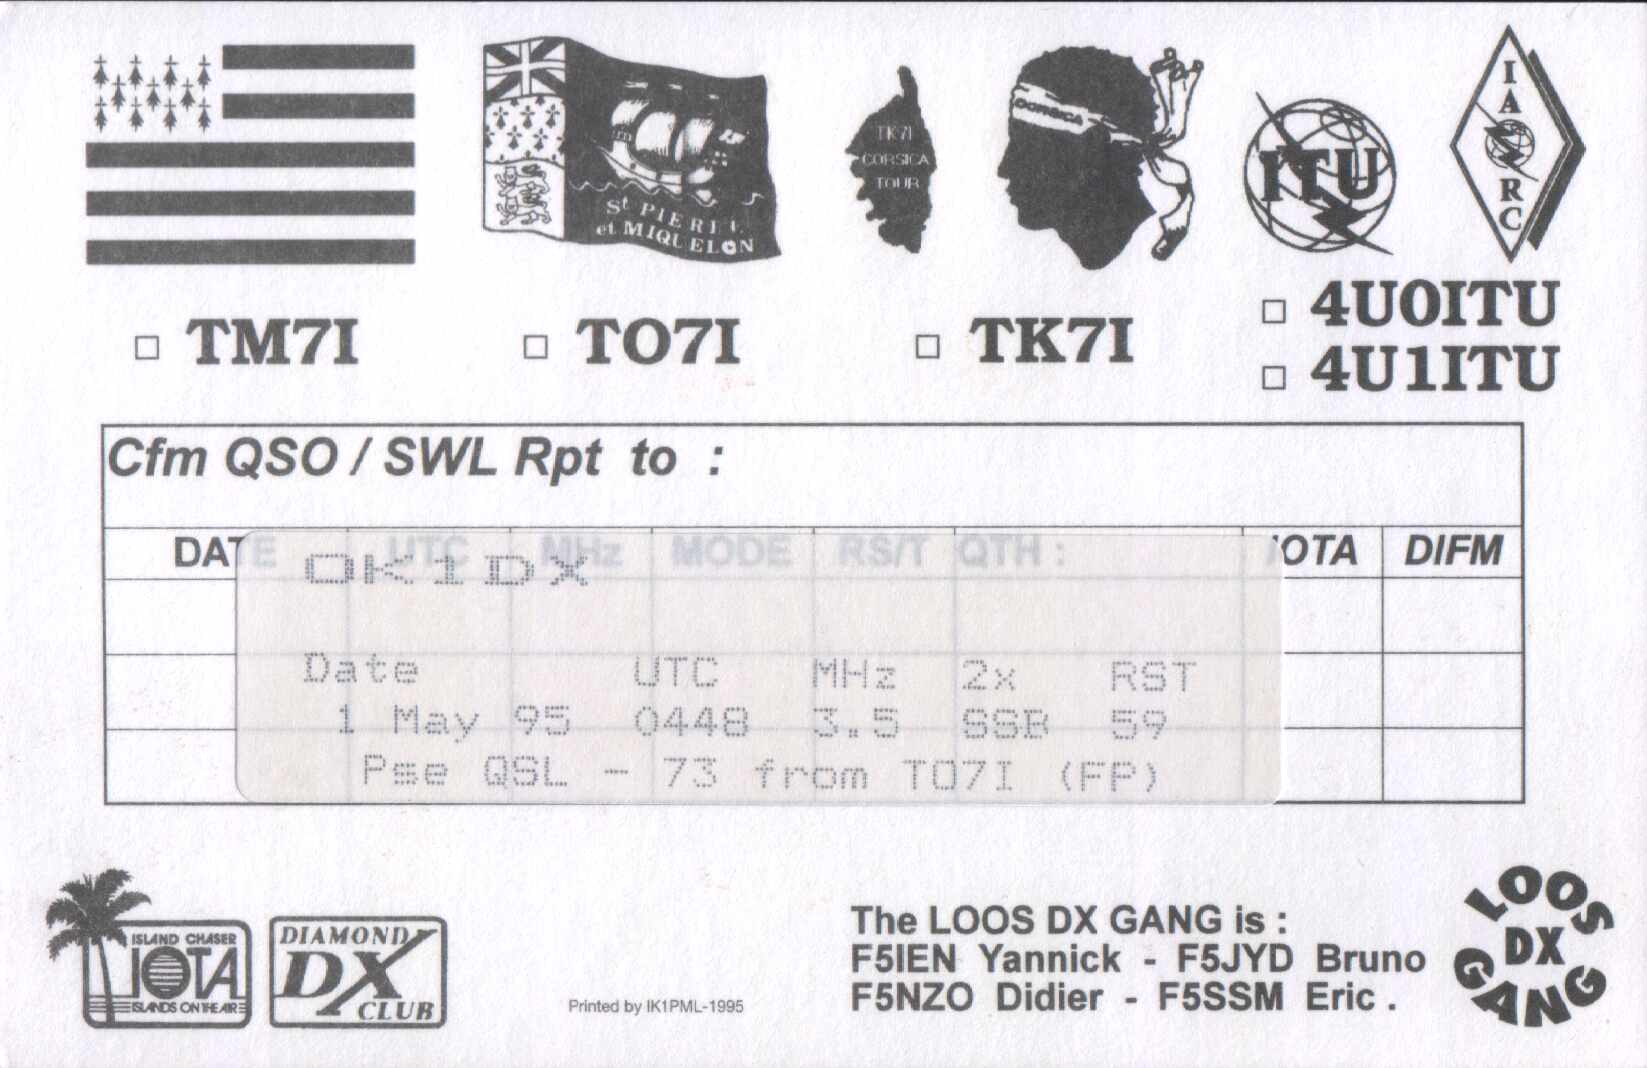 St PIERRE
et MIQUELON
TK7I
CORSICA
TOUR
CORSICA
ITU
IARC
TM7I
TO7I
TK7I
4U0ITU
4U1ITU
Cfm QSO / SWL Rpt to :
DATE UTC MHz MODE RS/T QTH : IOTA DIFM
OK1DX
Date UTC MHz 2x RST
1 May 95 0448 3.5 SSB 59
Pse QSL - 73 from TO7I (FP)
ISLAND CHASER
IOTA
ISLANDS ON THE AIR
DIAMOND
DX
CLUB
Printed by IK1PML-1995
The LOOS DX GANG is :
F5IEN Yannick - F5JYD Bruno
F5NZO Didier - F5SSM Eric .
LOOS
DX
GANG